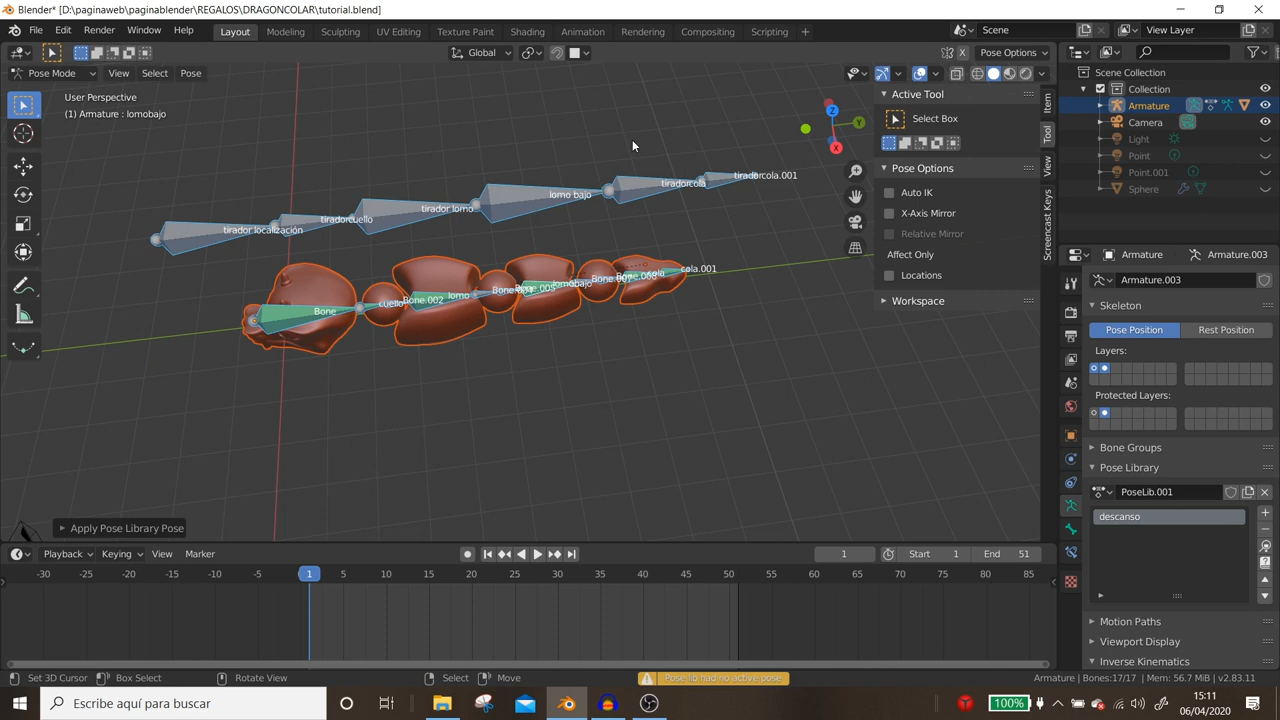 Blender* [D:\paginaweb\paginablender\REGALOS\DRAGONCOLAR\tutorial.blend]
File Edit Render Window Help Layout Modeling Sculpting UV Editing Texture Paint Shading Animation Rendering Compositing Scripting + Scene View Layer
Global Pose Options
Pose Mode View Select Pose
User Perspective
(1) Armature : lomobajo
Z
Y
X
tirador localización
tiradorcuello
tirador lomo
lomo bajo
tiradorcola
tiradorcola.001
Bone
cuello
Bone.002
lomo
lomobajo
cola
cola.001
Apply Pose Library Pose
Active Tool
Select Box
Pose Options
Auto IK
X-Axis Mirror
Relative Mirror
Affect Only
Locations
Workspace
Item
Tool
View
Screencast Keys
Scene Collection
Collection
Armature
Camera
Light
Point
Point.001
Sphere
Armature Armature.003
Armature.003
Skeleton
Pose Position Rest Position
Layers:
Protected Layers:
Bone Groups
Pose Library
PoseLib.001
descanso
Motion Paths
Viewport Display
Inverse Kinematics
Playback Keying View Marker 1 Start 1 End 51
-30 -25 -20 -15 -10 -5 1 5 10 15 20 25 30 35 40 45 50 55 60 65 70 75 80 85
Set 3D Cursor Box Select Rotate View Select Move Pose lib had no active pose Armature | Bones:17/17 | Mem: 56.7 MiB | v2.83.11
Escribe aquí para buscar 100% 15:11
06/04/2020